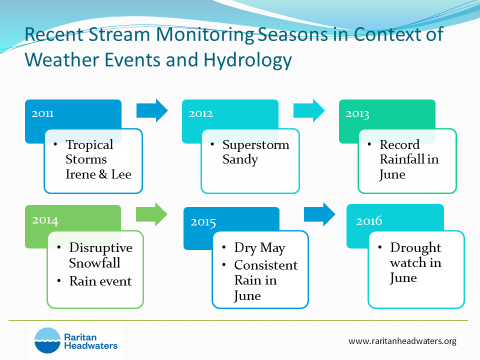 Recent Stream Monitoring Seasons in Context of
Weather Events and Hydrology
2011
• Tropical
Storms
Irene & Lee
2012
• Superstorm
Sandy
2013
• Record
Rainfall in
June
2014
• Disruptive
Snowfall
• Rain event
2015
• Dry May
• Consistent
Rain in
June
2016
• Drought
watch in
June
Raritan
Headwaters
www.raritanheadwaters.org